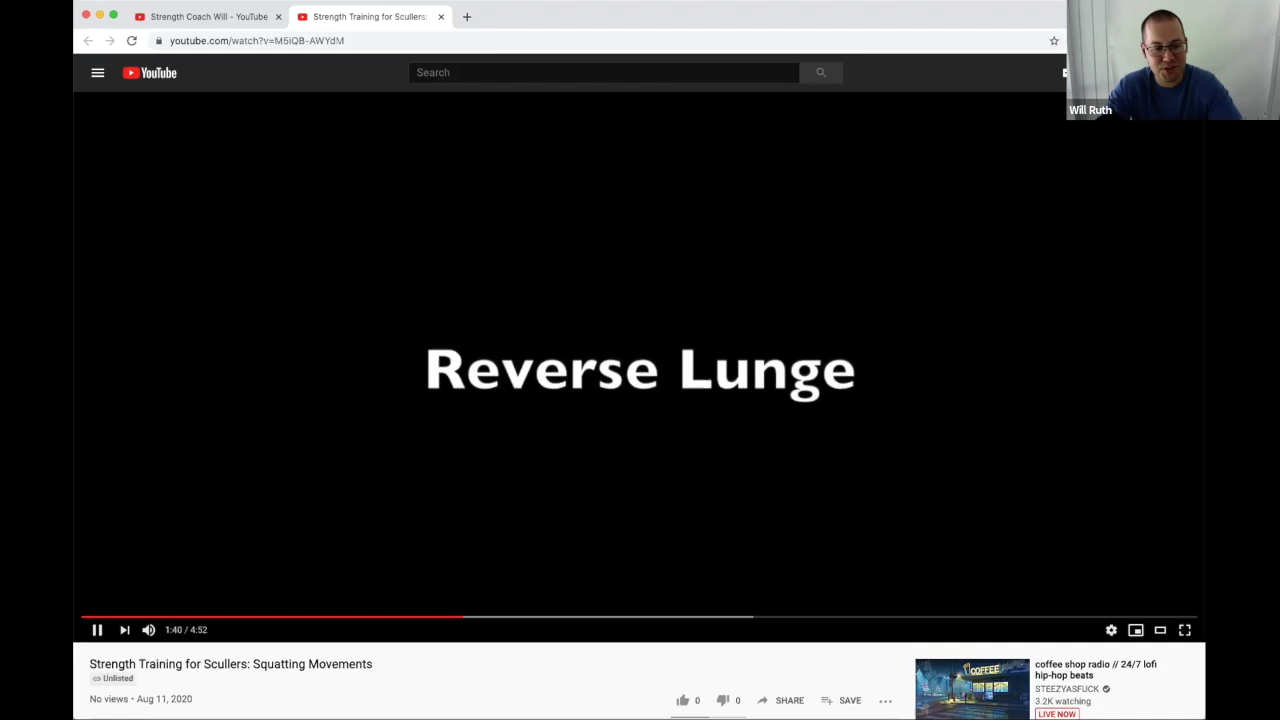 Strength Coach Will - YouTube
Strength Training for Scullers:
youtube.com/watch?v=M5iQB-AWYdM
YouTube
Search
Will Ruth
Reverse Lunge
1:40 / 4:52
Strength Training for Scullers: Squatting Movements
Unlisted
No views • Aug 11, 2020
0
0
SHARE
SAVE
COFFEE
coffee shop radio // 24/7 lofi
hip-hop beats
STEEZYASFUCK
3.2K watching
LIVE NOW